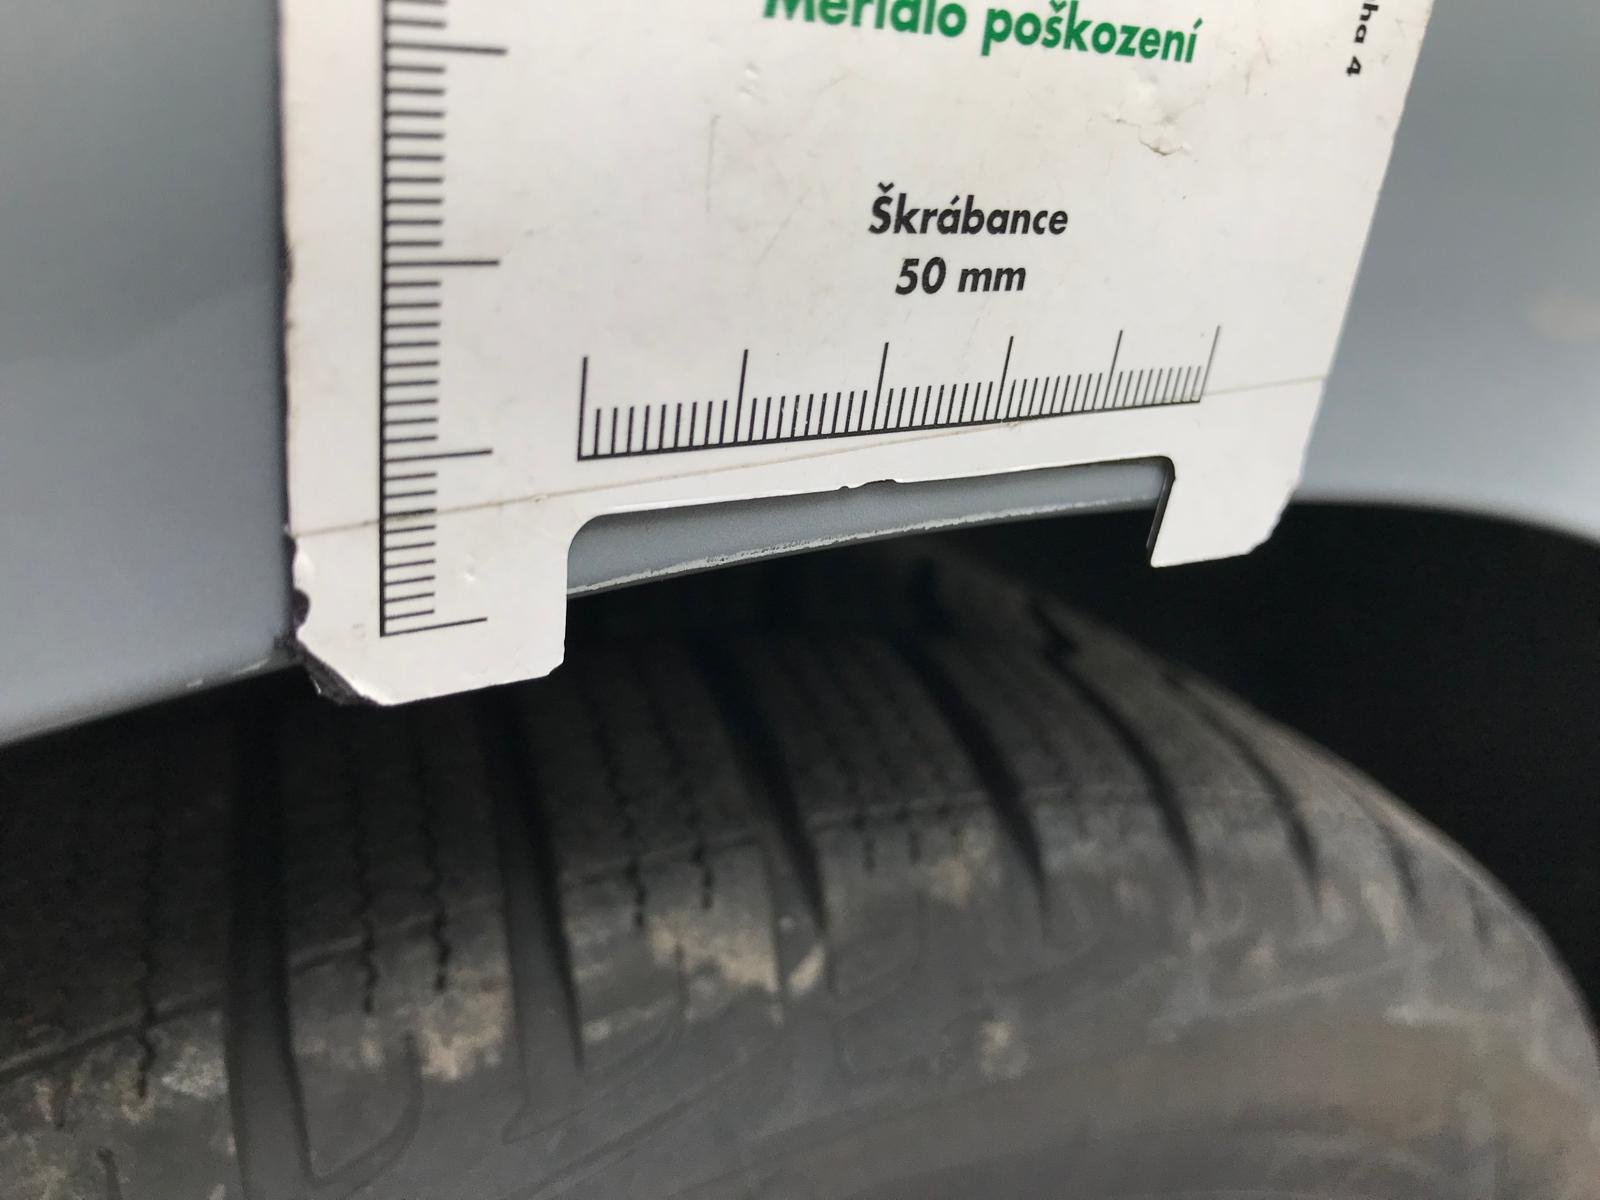 Měřidlo poškození
Škrábance
50 mm